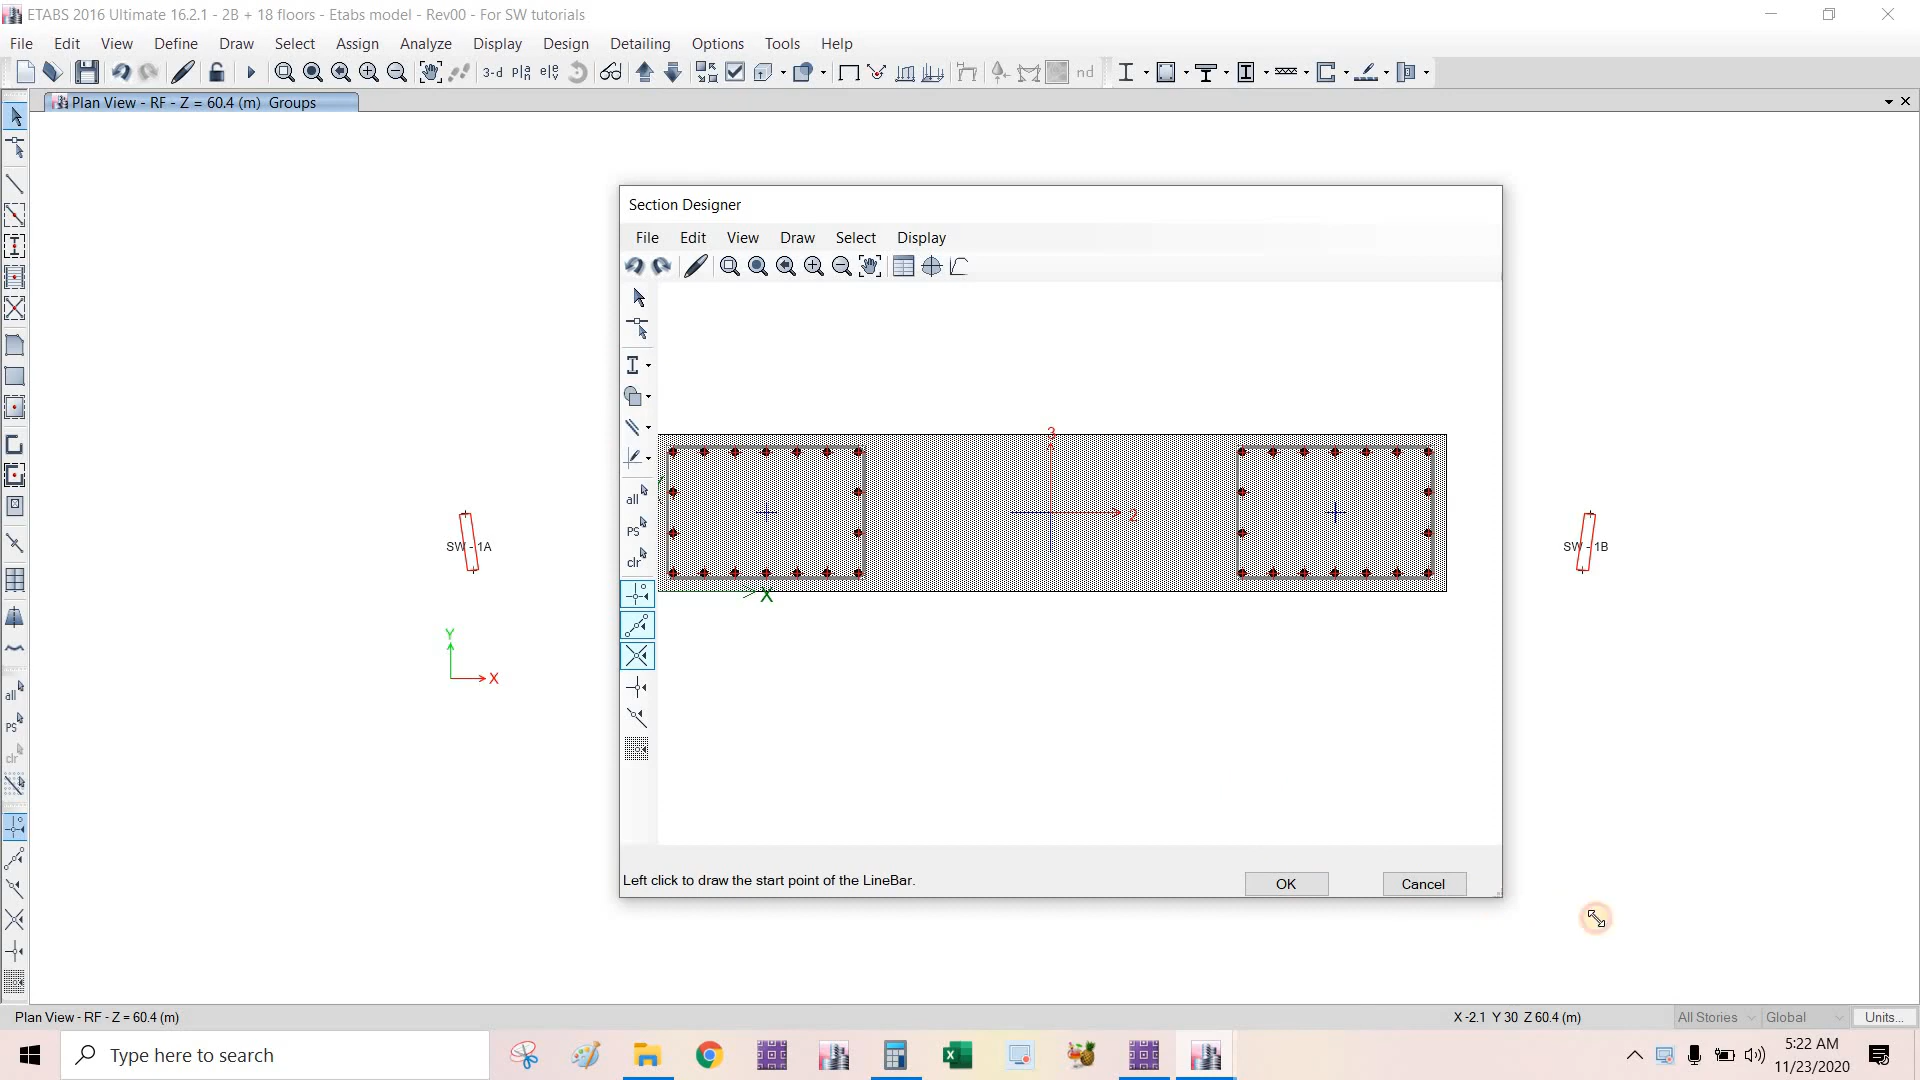 ETABS 2016 Ultimate 16.2.1 - 2B + 18 floors - Etabs model - Rev00 - For SW tutorials
File Edit View Define Draw Select Assign Analyze Display Design Detailing Options Tools Help
3-d Pla ele nd
Plan View - RF - Z = 60.4 (m) Groups
Section Designer
File Edit View Draw Select Display
3
2
X
all
PS
clr
SW - 1A
SW - 1B
Y
X
all
PS
clr
Left click to draw the start point of the LineBar.
OK Cancel
Plan View - RF - Z = 60.4 (m)
X -2.1 Y 30 Z 60.4 (m)
All Stories Global Units...
Type here to search
5:22 AM
11/23/2020